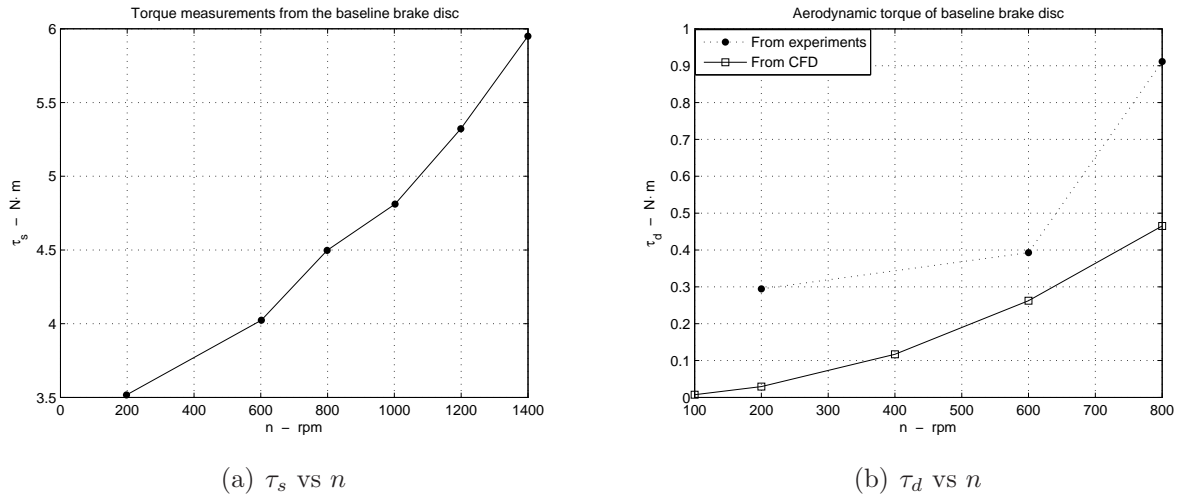 Torque measurements from the baseline brake disc
6
5.5
5
4.5
4
3.5
τs − N· m
0 200 400 600 800 1000 1200 1400
n − rpm
(a) τs vs n
Aerodynamic torque of baseline brake disc
From experiments
From CFD
1
0.9
0.8
0.7
0.6
0.5
0.4
0.3
0.2
0.1
0
τd − N· m
100 200 300 400 500 600 700 800
n − rpm
(b) τd vs n